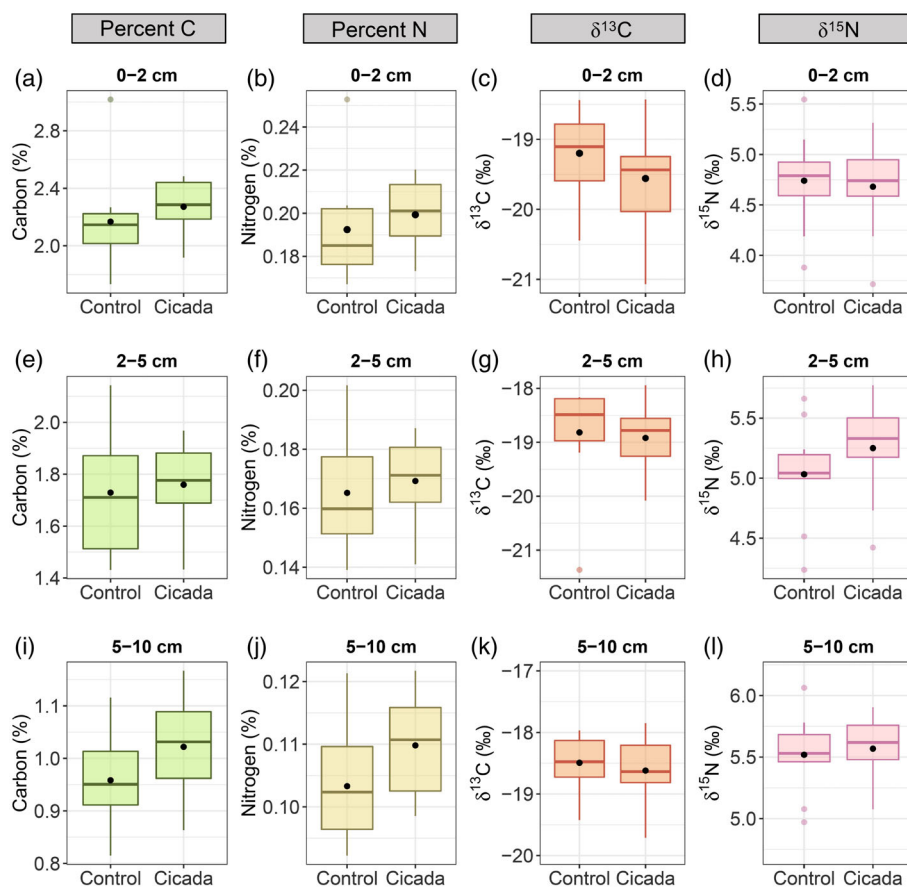 Percent C Percent N δ¹³C δ¹⁵N
(a) 0−2 cm (b) 0−2 cm (c) 0−2 cm (d) 0−2 cm
Carbon (%) 2.8 2.4 2.0
Nitrogen (%) 0.24 0.22 0.20 0.18
δ¹³C (‰) −19 −20 −21
δ¹⁵N (‰) 5.5 5.0 4.5 4.0
Control Cicada Control Cicada Control Cicada Control Cicada
(e) 2−5 cm (f) 2−5 cm (g) 2−5 cm (h) 2−5 cm
Carbon (%) 2.0 1.8 1.6 1.4
Nitrogen (%) 0.20 0.18 0.16 0.14
δ¹³C (‰) −18 −19 −20 −21
δ¹⁵N (‰) 5.5 5.0 4.5
Control Cicada Control Cicada Control Cicada Control Cicada
(i) 5−10 cm (j) 5−10 cm (k) 5−10 cm (l) 5−10 cm
Carbon (%) 1.1 1.0 0.9 0.8
Nitrogen (%) 0.12 0.11 0.10
δ¹³C (‰) −17 −18 −19 −20
δ¹⁵N (‰) 6.0 5.5 5.0
Control Cicada Control Cicada Control Cicada Control Cicada